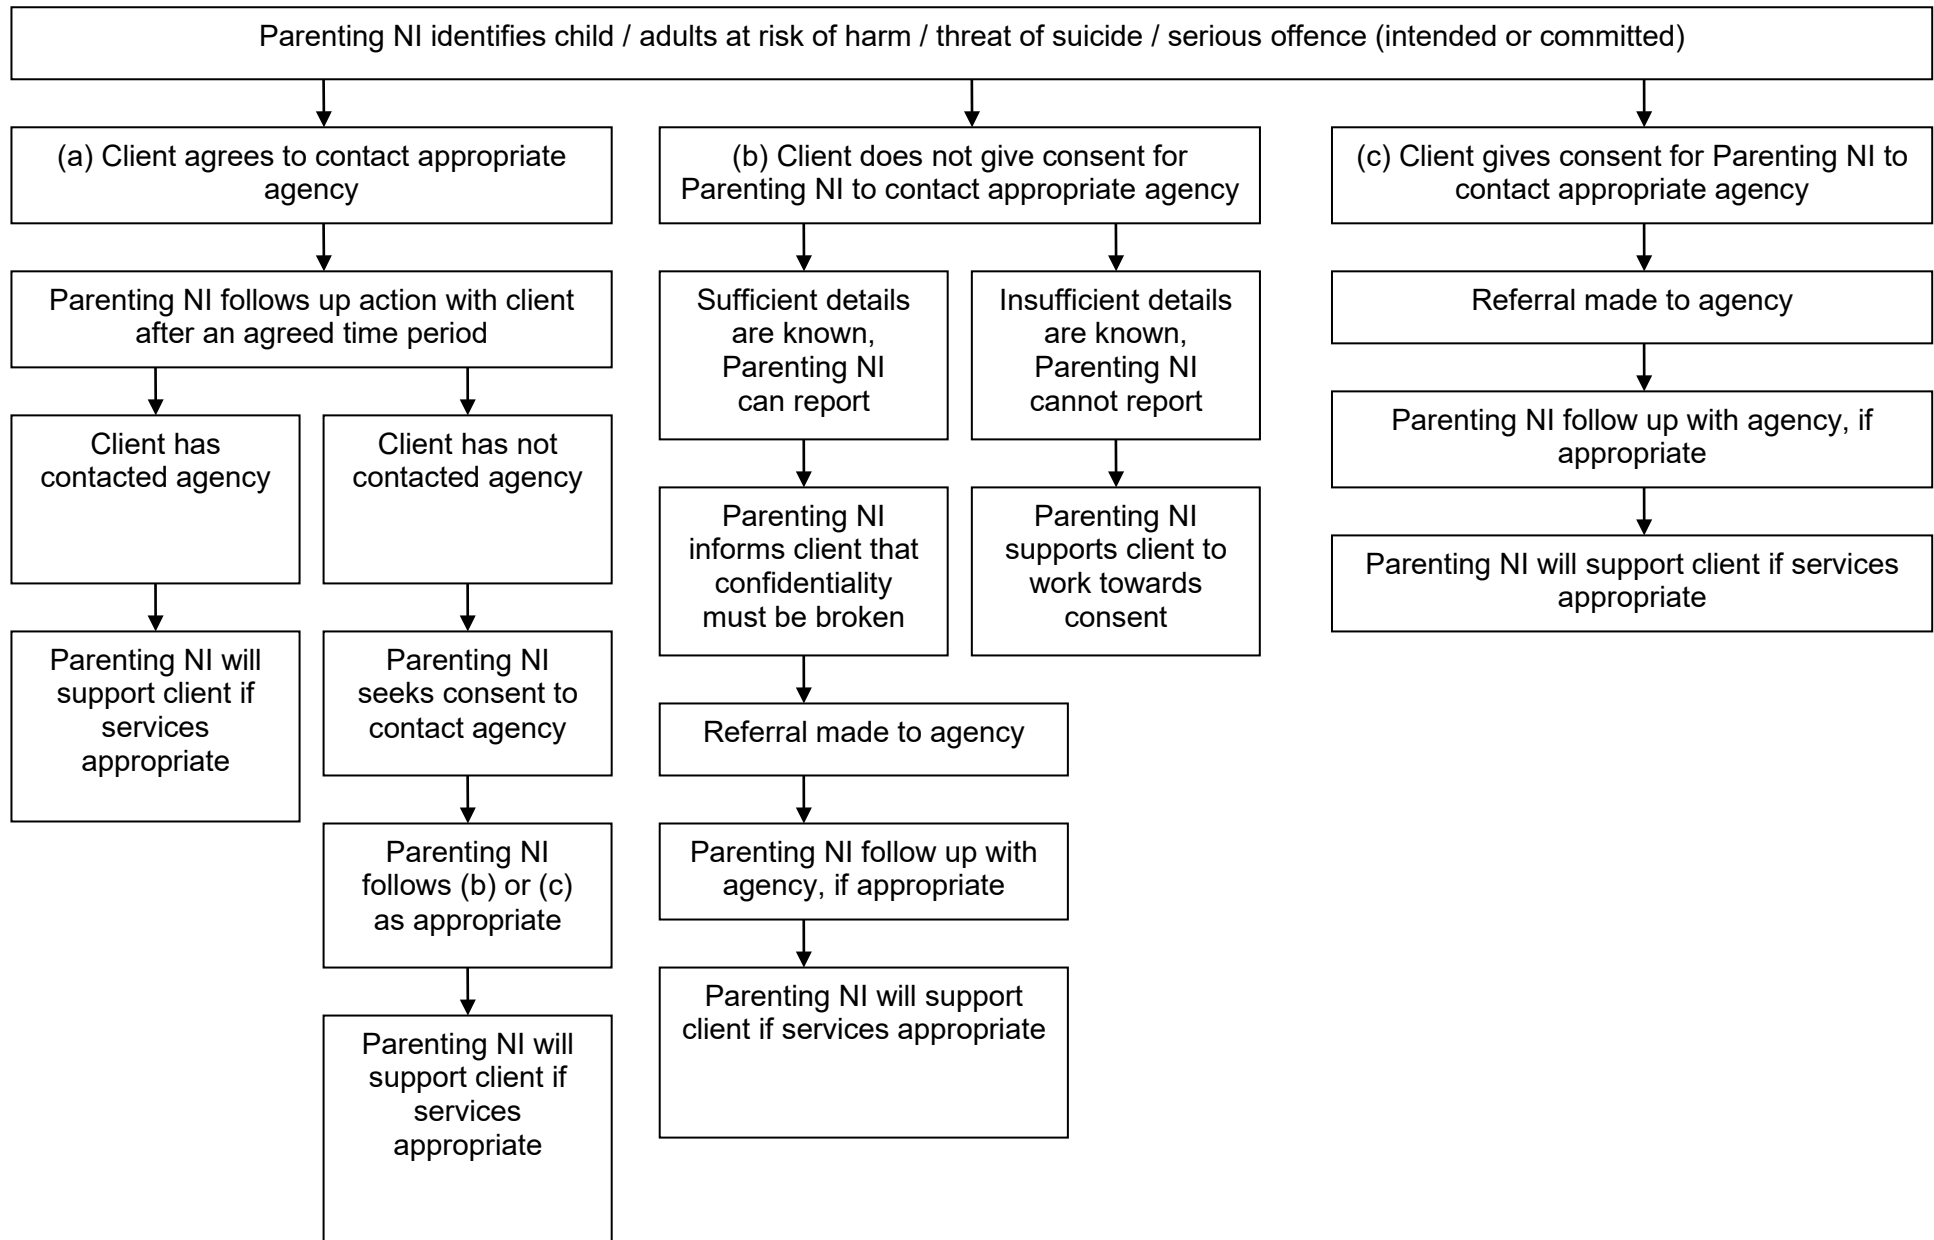 Parenting NI identifies child / adults at risk of harm / threat of suicide / serious offence (intended or committed)
(a) Client agrees to contact appropriate
agency
Parenting NI follows up action with client
after an agreed time period
Client has
contacted agency
Parenting NI will
support client if
services
appropriate
Client has not
contacted agency
Parenting NI
seeks consent to
contact agency
Parenting NI
follows (b) or (c)
as appropriate
Parenting NI will
support client if
services
appropriate
(b) Client does not give consent for
Parenting NI to contact appropriate agency
Sufficient details
are known,
Parenting NI
can report
Parenting NI
informs client that
confidentiality
must be broken
Referral made to agency
Parenting NI follow up with
agency, if appropriate
Parenting NI will support
client if services appropriate
Insufficient details
are known,
Parenting NI
cannot report
Parenting NI
supports client to
work towards
consent
(c) Client gives consent for Parenting NI to
contact appropriate agency
Referral made to agency
Parenting NI follow up with agency, if
appropriate
Parenting NI will support client if services
appropriate